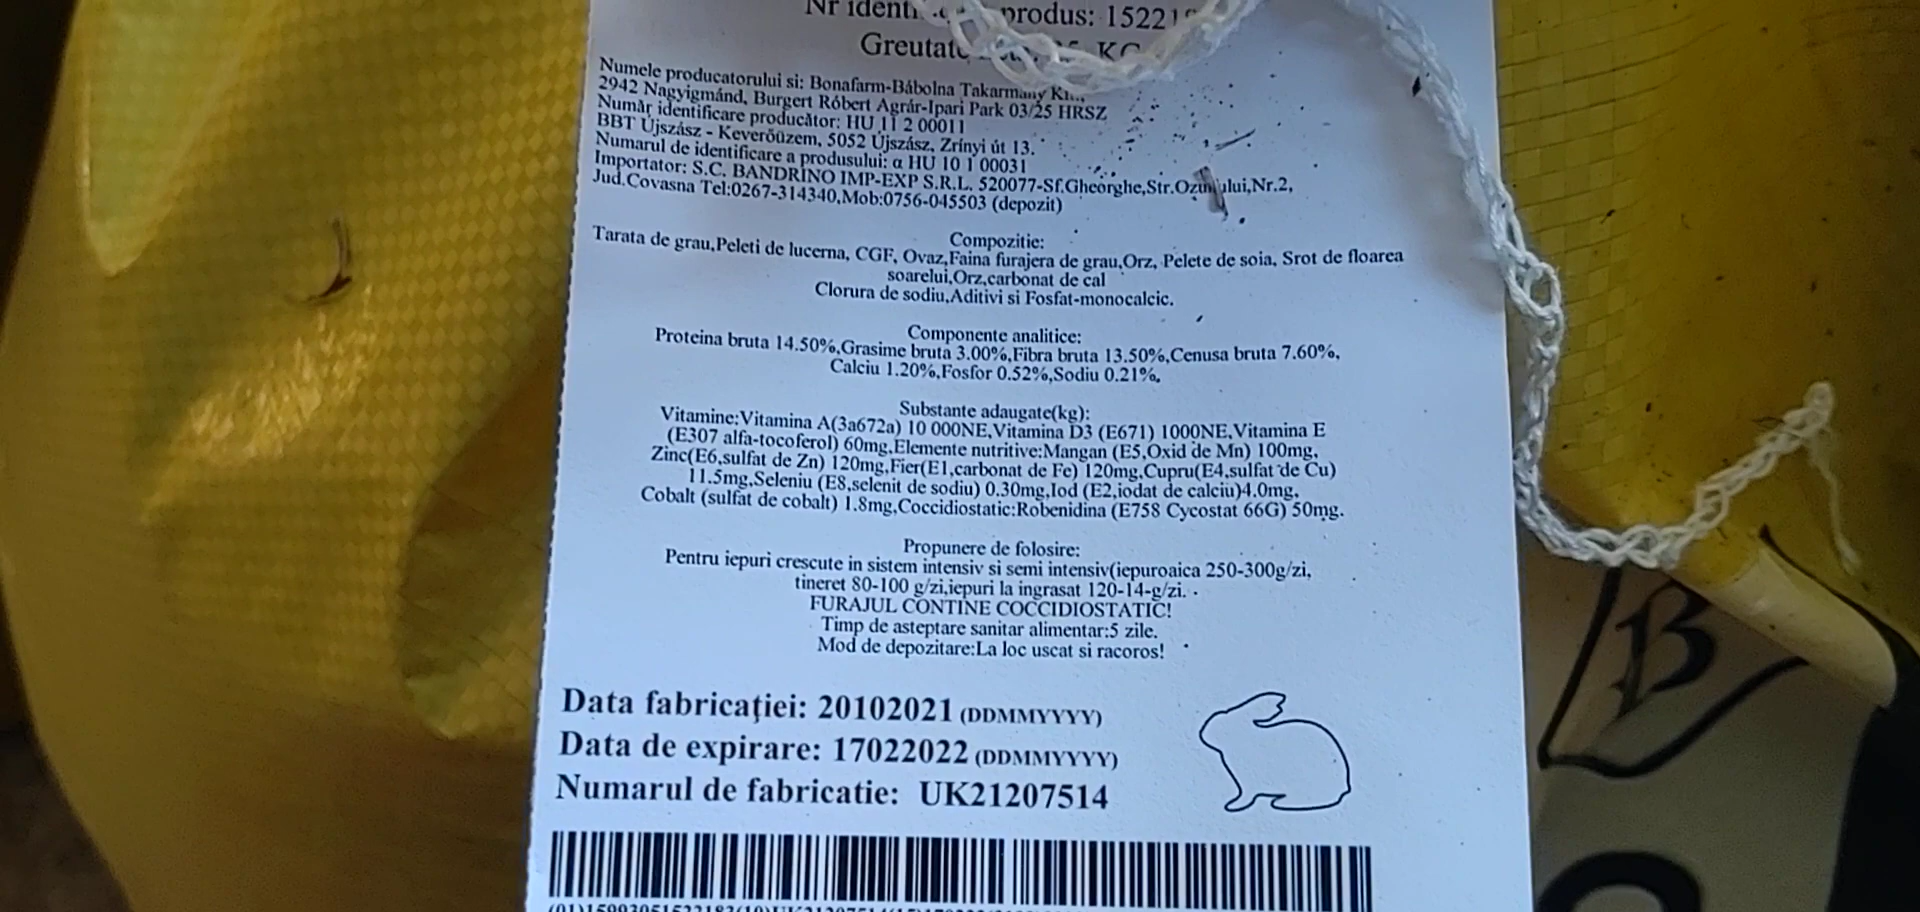 produs: 15221
Greutate KG
Numele producatorului si: Bonafarm-Bábolna Takarmány
2942 Nagyigmánd, Burgert Róbert Agrár-Ipari Park 03/25 HRSZ
Număr identificare producător: HU 11 2 00011
BBT Újszász - Keverőüzem, 5052 Újszász, Zrínyi út 13.
Numarul de identificare a produsului: α HU 10 1 00031
Importator: S.C. BANDRINO IMP-EXP S.R.L. 520077-Sf.Gheorghe,Str. Nr.2,
Jud.Covasna Tel:0267-314340,Mob:0756-045503 (depozit)
Compozitie:
Tarata de grau,Peleti de lucerna, CGF, Ovaz,Faina furajera de grau,Orz, Pelete de soia, Srot de floarea
soarelui,Orz,carbonat de cal
Clorura de sodiu,Aditivi si Fosfat-monocalcic.
Componente analitice:
Proteina bruta 14.50%,Grasime bruta 3.00%,Fibra bruta 13.50%,Cenusa bruta 7.60%,
Calciu 1.20%,Fosfor 0.52%,Sodiu 0.21%,
Substante adaugate(kg):
Vitamine:Vitamina A(3a672a) 10 000NE,Vitamina D3 (E671) 1000NE,Vitamina E
(E307 alfa-tocoferol) 60mg,Elemente nutritive:Mangan (E5,Oxid de Mn) 100mg,
Zinc(E6,sulfat de Zn) 120mg,Fier(E1,carbonat de Fe) 120mg,Cupru(E4,sulfat de Cu)
11.5mg,Seleniu (E8,selenit de sodiu) 0.30mg,Iod (E2,iodat de calciu)4.0mg,
Cobalt (sulfat de cobalt) 1.8mg,Coccidiostatic:Robenidina (E758 Cycostat 66G) 50mg.
Propunere de folosire:
Pentru iepuri crescute in sistem intensiv si semi intensiv(iepuroaica 250-300g/zi,
tineret 80-100 g/zi,iepuri la ingrasat 120-14-g/zi.
FURAJUL CONTINE COCCIDIOSTATIC!
Timp de asteptare sanitar alimentar:5 zile.
Mod de depozitare:La loc uscat si racoros!
Data fabricaţiei: 20102021 (DDMMYYYY)
Data de expirare: 17022022 (DDMMYYYY)
Numarul de fabricatie: UK21207514
B